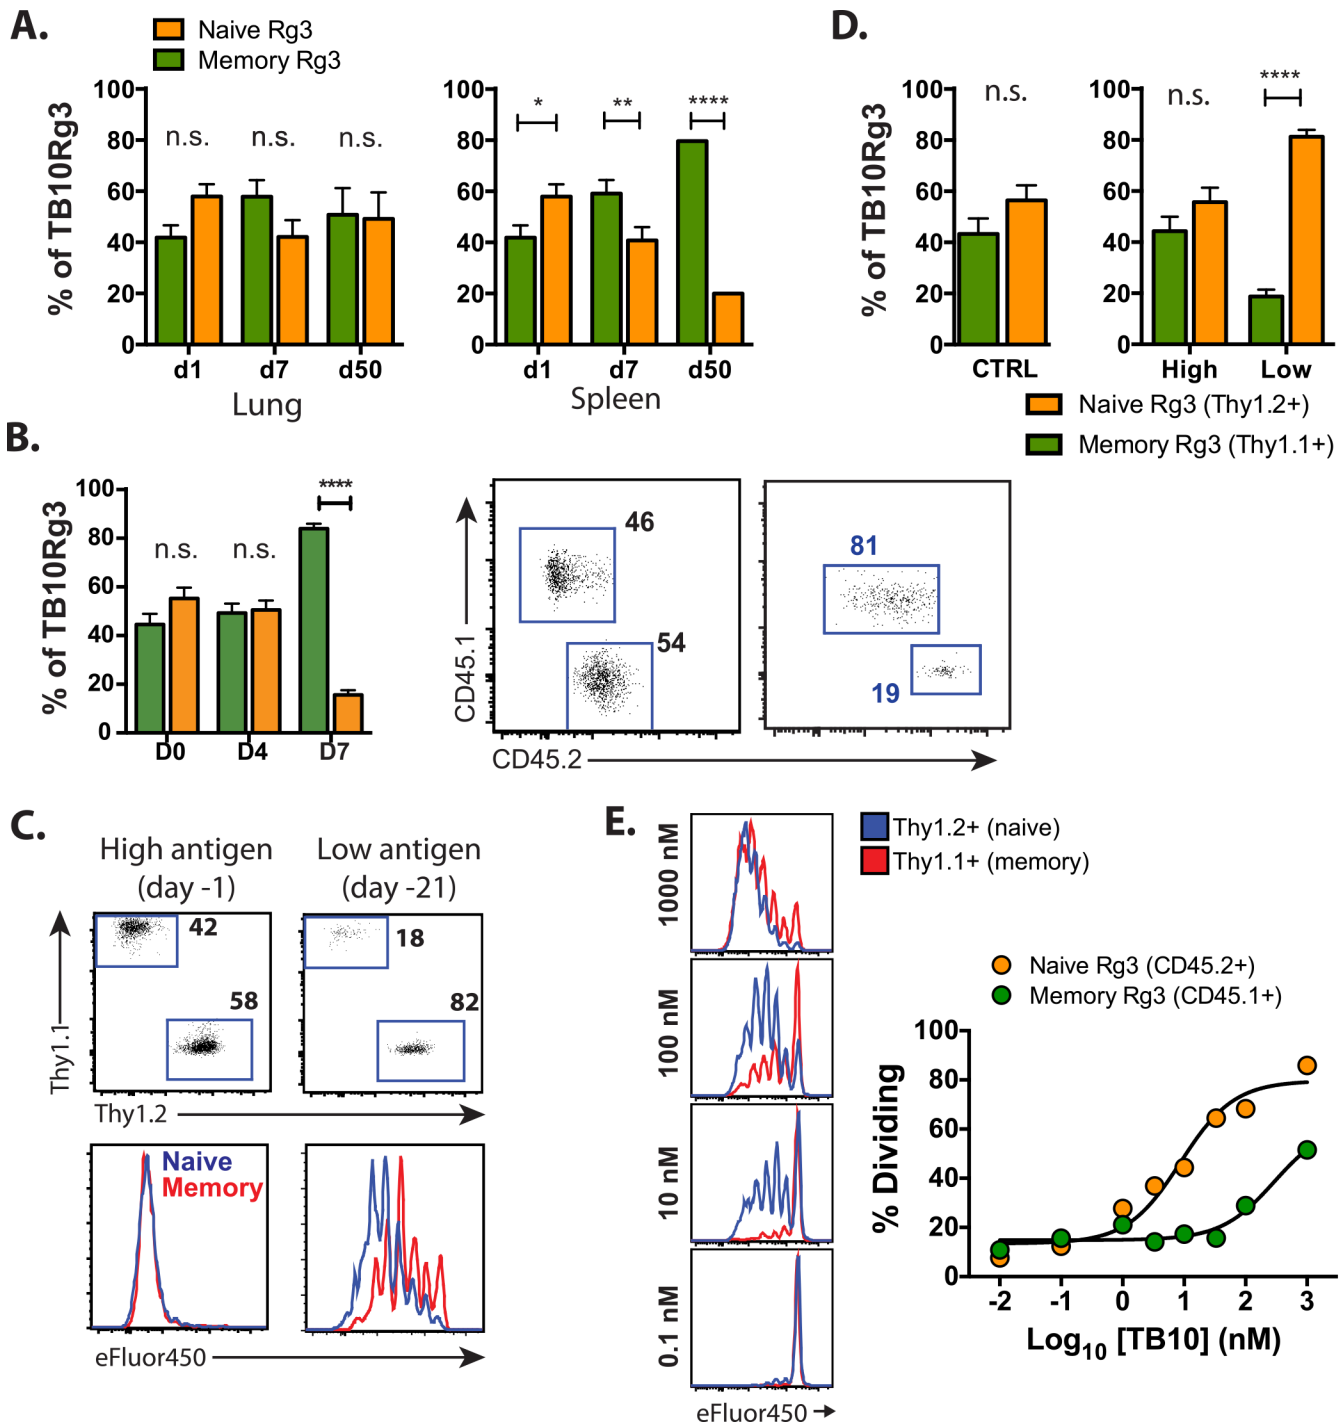 A.
Naive Rg3
Memory Rg3
% of TB10Rg3
100
80
60
40
20
0
n.s.
n.s.
n.s.
d1
d7
d50
Lung
100
80
60
40
20
0
*
**
****
d1
d7
d50
Spleen
D.
% of TB10Rg3
100
80
60
40
20
0
n.s.
CTRL
100
80
60
40
20
0
n.s.
****
High
Low
Naive Rg3 (Thy1.2+)
Memory Rg3 (Thy1.1+)
B.
% of TB10Rg3
100
80
60
40
20
0
n.s.
n.s.
****
D0
D4
D7
CD45.1
46
54
81
19
CD45.2
C.
High antigen
(day -1)
Low antigen
(day -21)
Thy1.1
42
58
18
82
Thy1.2
Naive
Memory
eFluor450
E.
1000 nM
100 nM
10 nM
0.1 nM
eFluor450
Thy1.2+ (naive)
Thy1.1+ (memory)
Naive Rg3 (CD45.2+)
Memory Rg3 (CD45.1+)
% Dividing
100
80
60
40
20
0
-2
-1
0
1
2
3
Log10 [TB10] (nM)